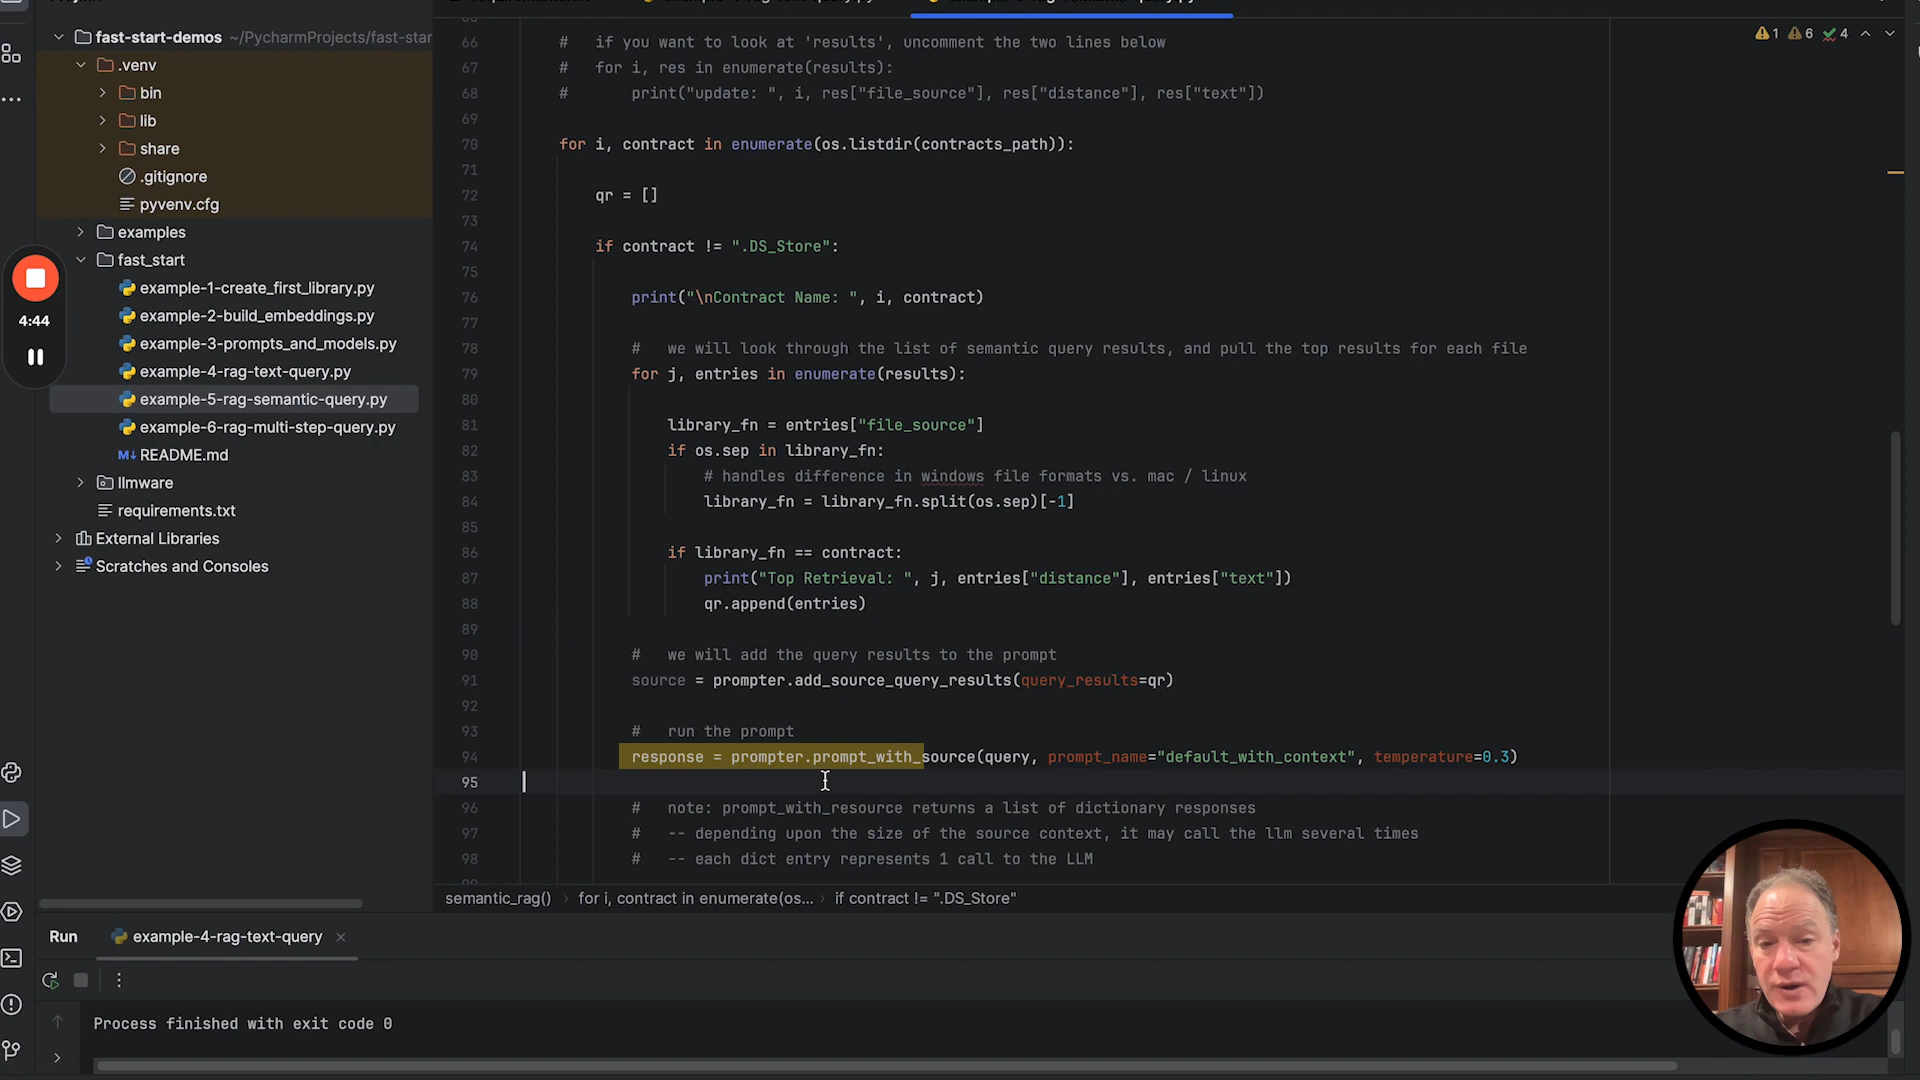 fast-start-demos ~/PycharmProjects/fast-star
.venv
bin
lib
share
.gitignore
pyvenv.cfg
examples
fast_start
example-1-create_first_library.py
example-2-build_embeddings.py
example-3-prompts_and_models.py
example-4-rag-text-query.py
example-5-rag-semantic-query.py
example-6-rag-multi-step-query.py
M↓ README.md
llmware
requirements.txt
External Libraries
Scratches and Consoles
4:44
1 6 4
66 # if you want to look at 'results', uncomment the two lines below
67 # for i, res in enumerate(results):
68 # print("update: ", i, res["file_source"], res["distance"], res["text"])
69
70 for i, contract in enumerate(os.listdir(contracts_path)):
71
72 qr = []
73
74 if contract != ".DS_Store":
75
76 print("\nContract Name: ", i, contract)
77
78 # we will look through the list of semantic query results, and pull the top results for each file
79 for j, entries in enumerate(results):
80
81 library_fn = entries["file_source"]
82 if os.sep in library_fn:
83 # handles difference in windows file formats vs. mac / linux
84 library_fn = library_fn.split(os.sep)[-1]
85
86 if library_fn == contract:
87 print("Top Retrieval: ", j, entries["distance"], entries["text"])
88 qr.append(entries)
89
90 # we will add the query results to the prompt
91 source = prompter.add_source_query_results(query_results=qr)
92
93 # run the prompt
94 response = prompter.prompt_with_source(query, prompt_name="default_with_context", temperature=0.3)
95
96 # note: prompt_with_resource returns a list of dictionary responses
97 # -- depending upon the size of the source context, it may call the llm several times
98 # -- each dict entry represents 1 call to the LLM
semantic_rag() › for i, contract in enumerate(os... › if contract != ".DS_Store"
Run example-4-rag-text-query
Process finished with exit code 0